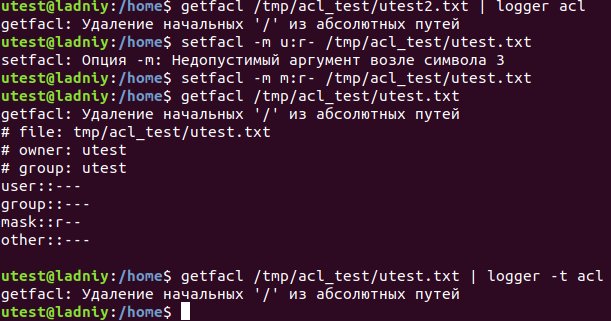 utest@ladniy:/home$ getfacl /tmp/acl_test/utest2.txt | logger acl
getfacl: Удаление начальных '/' из абсолютных путей
utest@ladniy:/home$ setfacl -m u:r- /tmp/acl_test/utest.txt
setfacl: Опция -m: Недопустимый аргумент возле символа 3
utest@ladniy:/home$ setfacl -m m:r- /tmp/acl_test/utest.txt
utest@ladniy:/home$ getfacl /tmp/acl_test/utest.txt
getfacl: Удаление начальных '/' из абсолютных путей
# file: tmp/acl_test/utest.txt
# owner: utest
# group: utest
user::---
group::---
mask::r--
other::---
utest@ladniy:/home$ getfacl /tmp/acl_test/utest.txt | logger -t acl
getfacl: Удаление начальных '/' из абсолютных путей
utest@ladniy:/home$